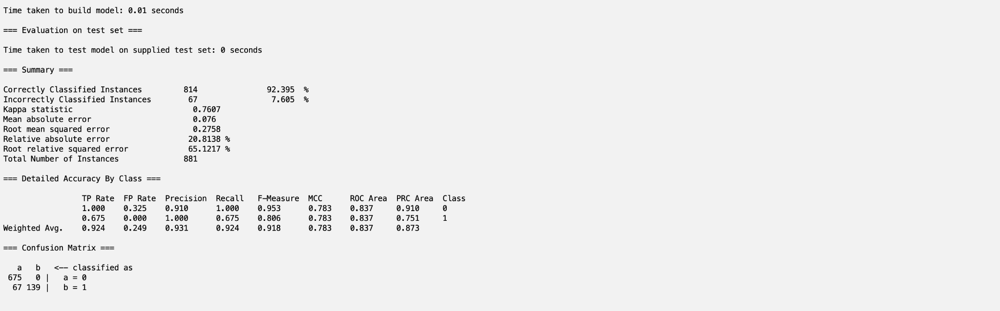 Time taken to build model: 0.01 seconds
=== Evaluation on test set ===
Time taken to test model on supplied test set: 0 seconds
=== Summary ===
Correctly Classified Instances         814               92.395  %
Incorrectly Classified Instances        67                7.605  %
Kappa statistic                          0.7607
Mean absolute error                      0.076
Root mean squared error                  0.2758
Relative absolute error                 20.8138 %
Root relative squared error             65.1217 %
Total Number of Instances              881
=== Detailed Accuracy By Class ===
                 TP Rate  FP Rate  Precision  Recall   F-Measure  MCC      ROC Area  PRC Area  Class
                 1.000    0.325    0.910      1.000    0.953      0.783    0.837     0.910     0
                 0.675    0.000    1.000      0.675    0.806      0.783    0.837     0.751     1
Weighted Avg.    0.924    0.249    0.931      0.924    0.918      0.783    0.837     0.873
=== Confusion Matrix ===
   a   b   <-- classified as
 675   0 |   a = 0
  67 139 |   b = 1